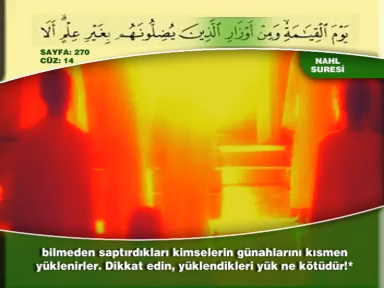 يَوْمَ الْقِيٰمَةِۙ وَمِنْ اَوْزَارِ الَّذ۪ينَ يُضِلُّونَهُمْ بِغَيْرِ عِلْمٍۜ اَلَا
SAYFA: 270
CÜZ: 14
NAHL
SURESİ
bilmeden saptırdıkları kimselerin günahlarını kısmen
yüklenirler. Dikkat edin, yüklendikleri yük ne kötüdür!*